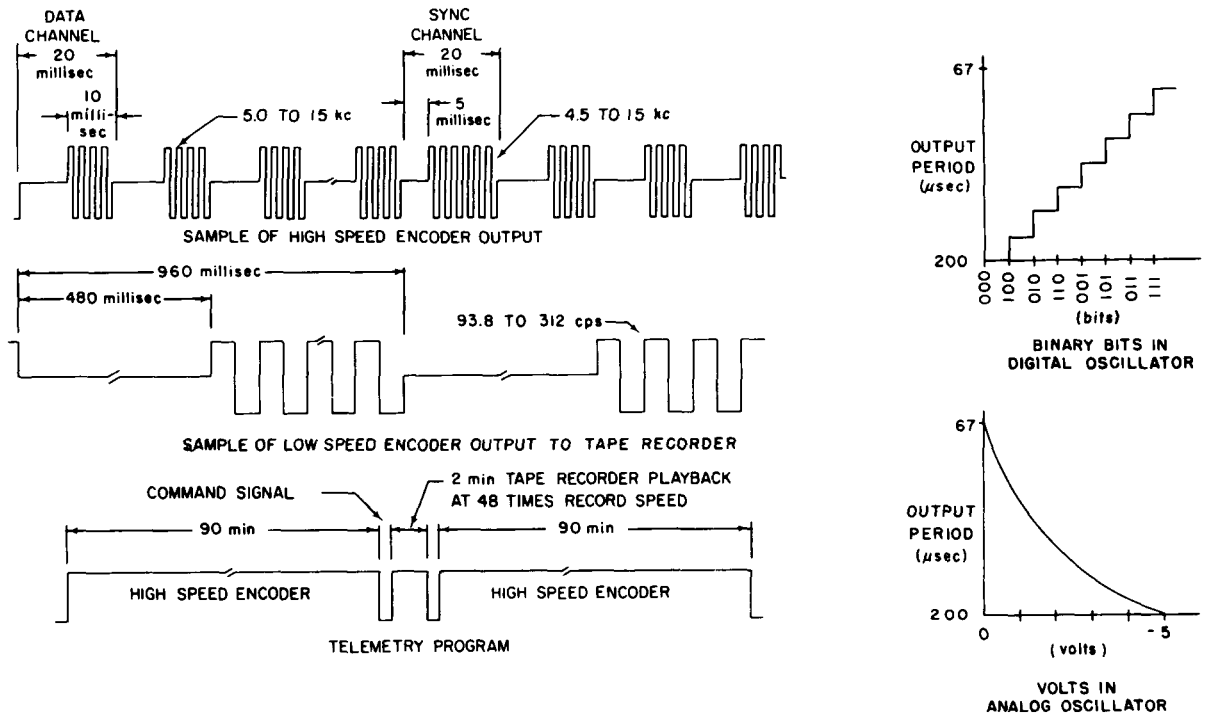 DATA
CHANNEL
20
millisec
10
milli-
sec
5.0 TO 15 kc
SYNC
CHANNEL
20
millisec
5
millisec
4.5 TO 15 kc
SAMPLE OF HIGH SPEED ENCODER OUTPUT
960 millisec
480 millisec
93.8 TO 312 cps
SAMPLE OF LOW SPEED ENCODER OUTPUT TO TAPE RECORDER
COMMAND SIGNAL
2 min TAPE RECORDER PLAYBACK
AT 48 TIMES RECORD SPEED
90 min
90 min
HIGH SPEED ENCODER
HIGH SPEED ENCODER
TELEMETRY PROGRAM
67
OUTPUT
PERIOD
(μsec)
200
000
100
010
110
001
101
011
111
(bits)
BINARY BITS IN
DIGITAL OSCILLATOR
67
OUTPUT
PERIOD
(μsec)
200
0
-5
(volts)
VOLTS IN
ANALOG OSCILLATOR